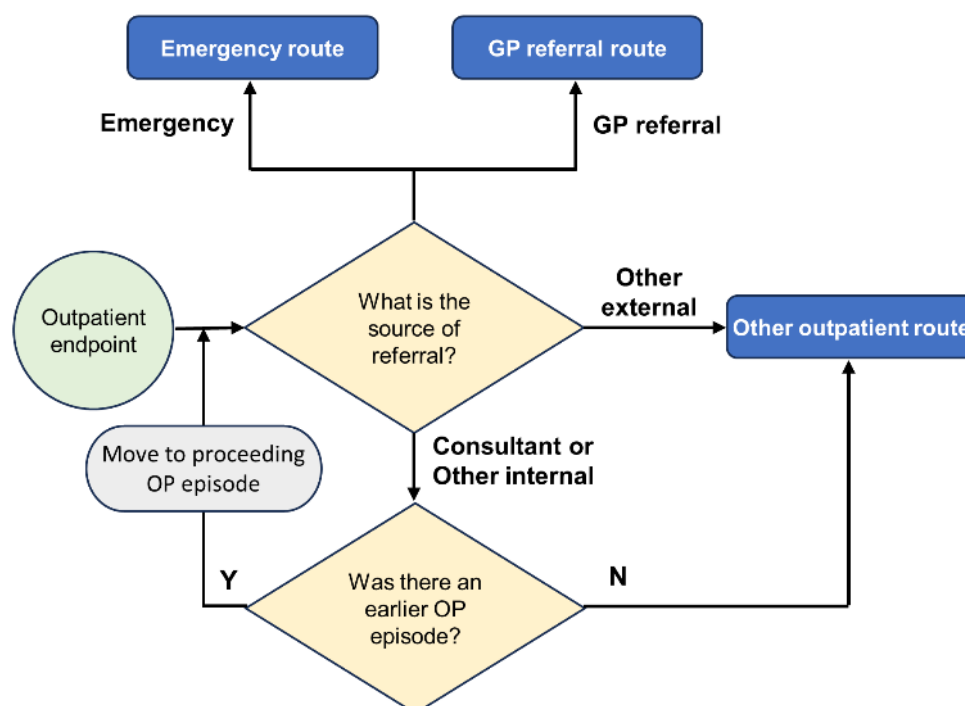 Emergency route
GP referral route
Emergency
GP referral
What is the
source of
referral?
Other
external
Outpatient
endpoint
Other outpatient route
Move to proceeding
OP episode
Consultant or
Other internal
Y
Was there an
earlier OP
episode?
N